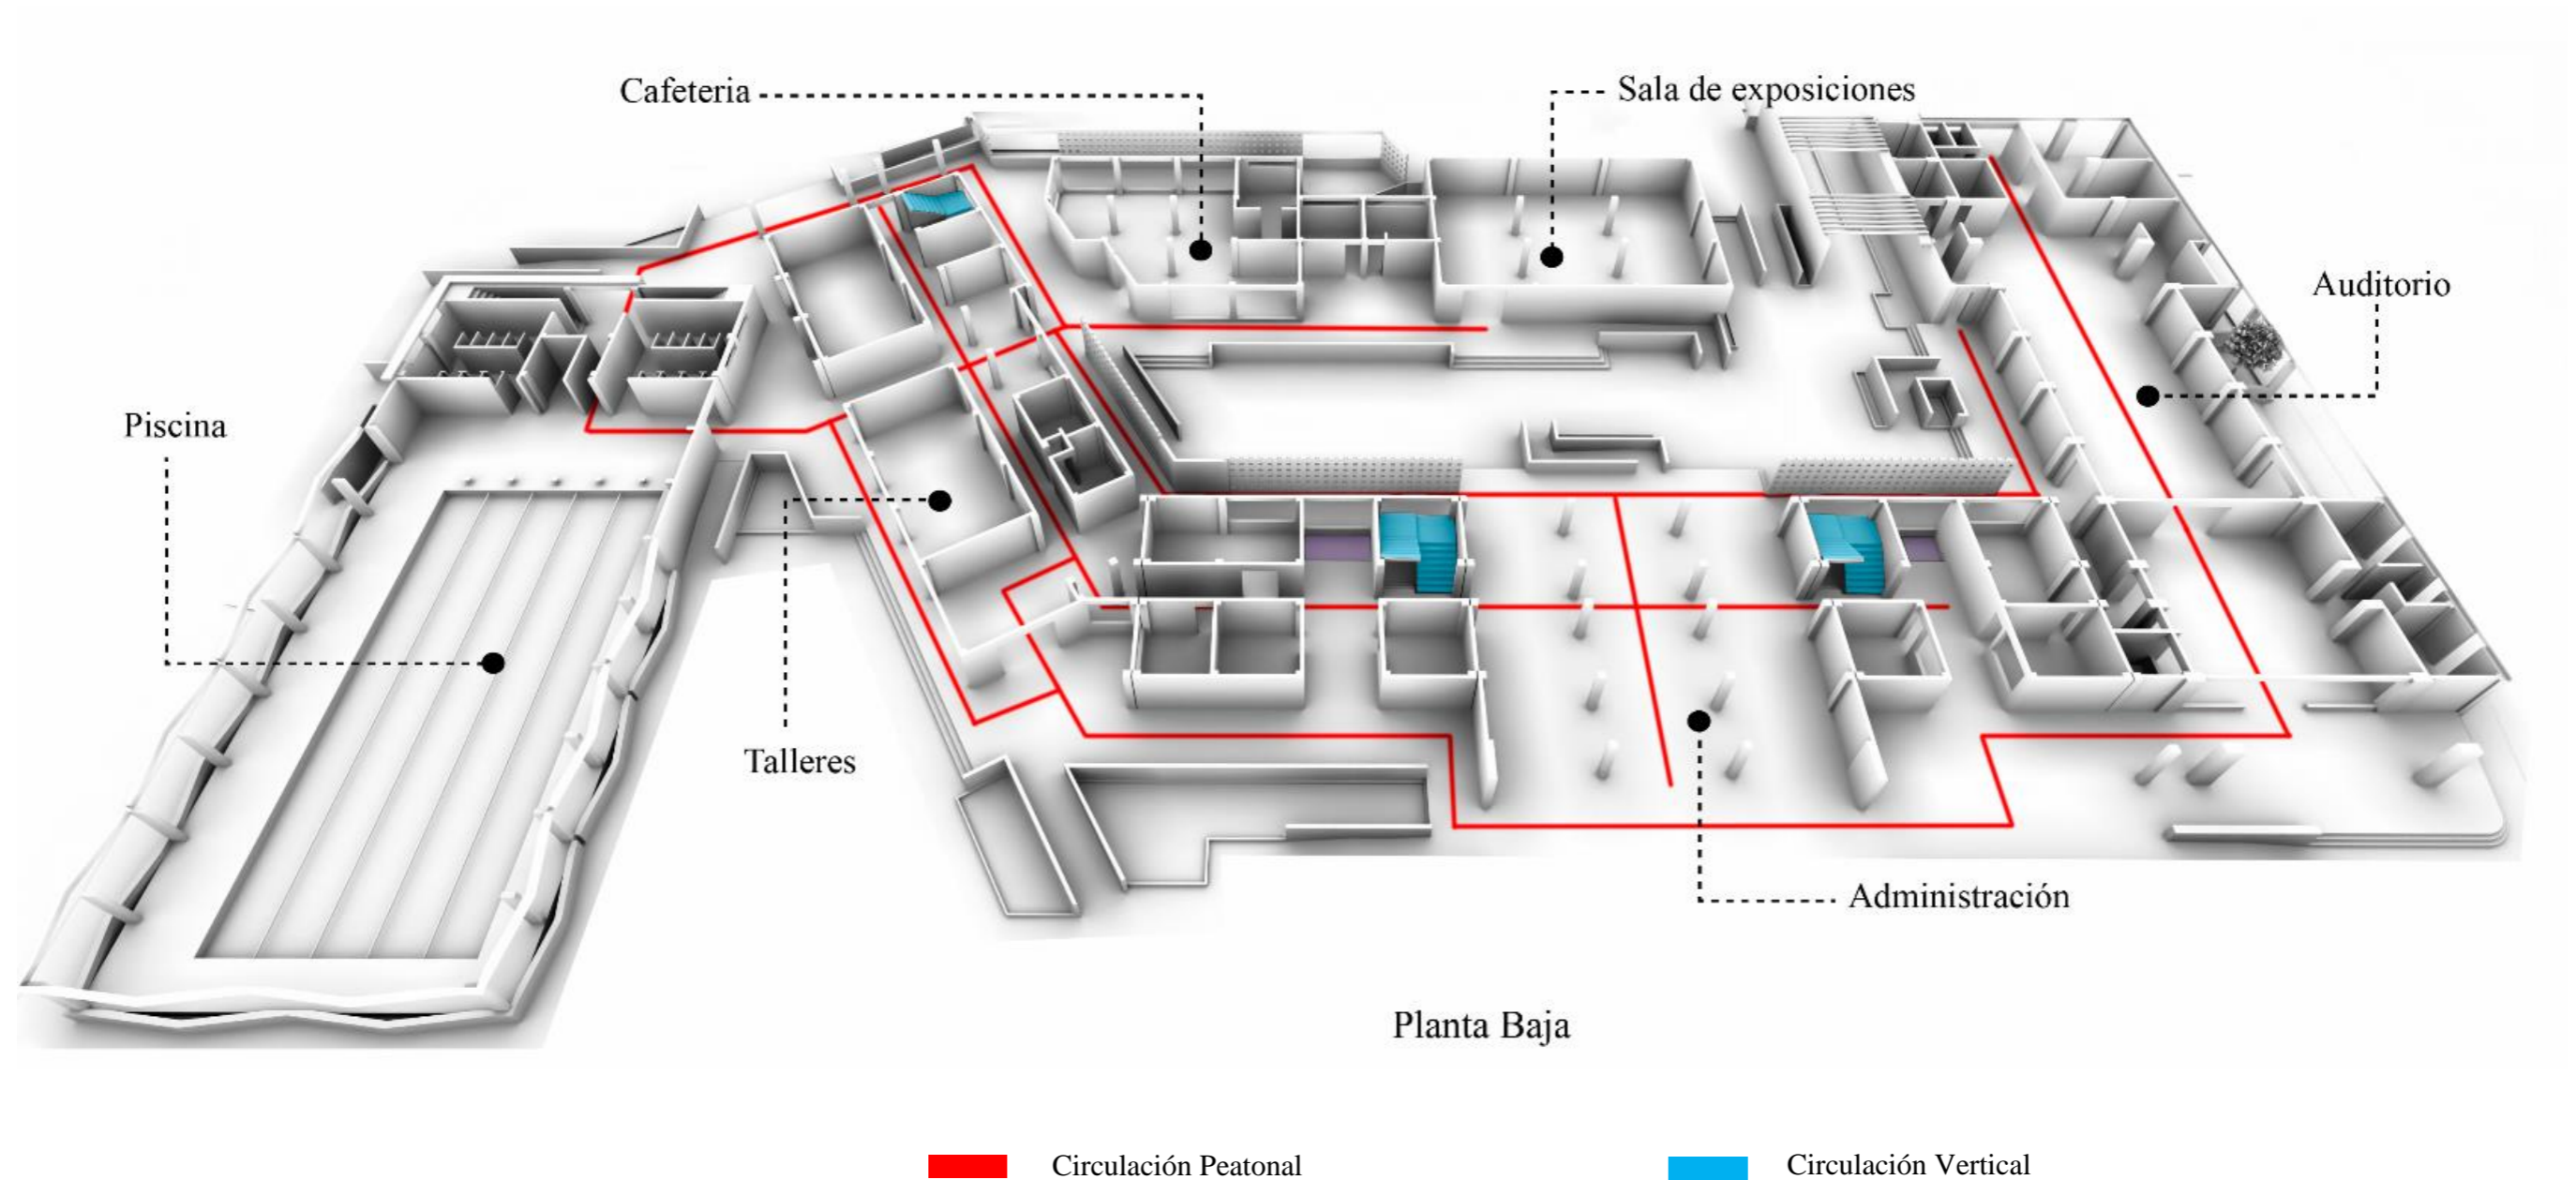 Cafeteria
Sala de exposiciones
Auditorio
Piscina
Talleres
Administración
Planta Baja
Circulación Peatonal
Circulación Vertical